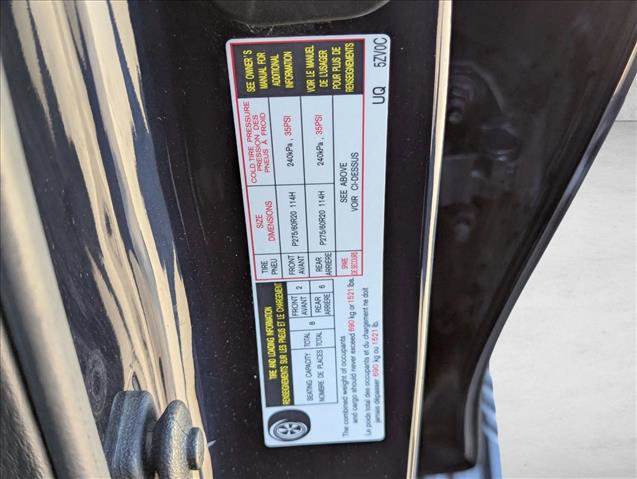 TIRE AND LOADING INFORMATION
RENSEIGNEMENTS SUR LES PNEUS ET LE CHARGEMENT
SEATING CAPACITY TOTAL 8 FRONT 2 REAR 6
NOMBRE DE PLACES TOTAL AVANT ARRIÈRE
The combined weight of occupants
and cargo should never exceed 690 kg or 1521 lbs.
Le poids total des occupants et du chargement ne doit
jamais dépasser 690 kg ou 1521 lb.
TIRE SIZE COLD TIRE PRESSURE
PNEU DIMENSIONS PRESSION DES
PNEUS À FROID
FRONT P275/60R20 114H 240kPa , 35PSI
AVANT
REAR P275/60R20 114H 240kPa , 35PSI
ARRIÈRE
SPARE SEE ABOVE
DE SECOURS VOIR CI-DESSUS
SEE OWNER'S
MANUAL FOR
ADDITIONAL
INFORMATION
VOIR LE MANUEL
DE L'USAGER
POUR PLUS DE
RENSEIGNEMENTS
UQ 5ZV0C